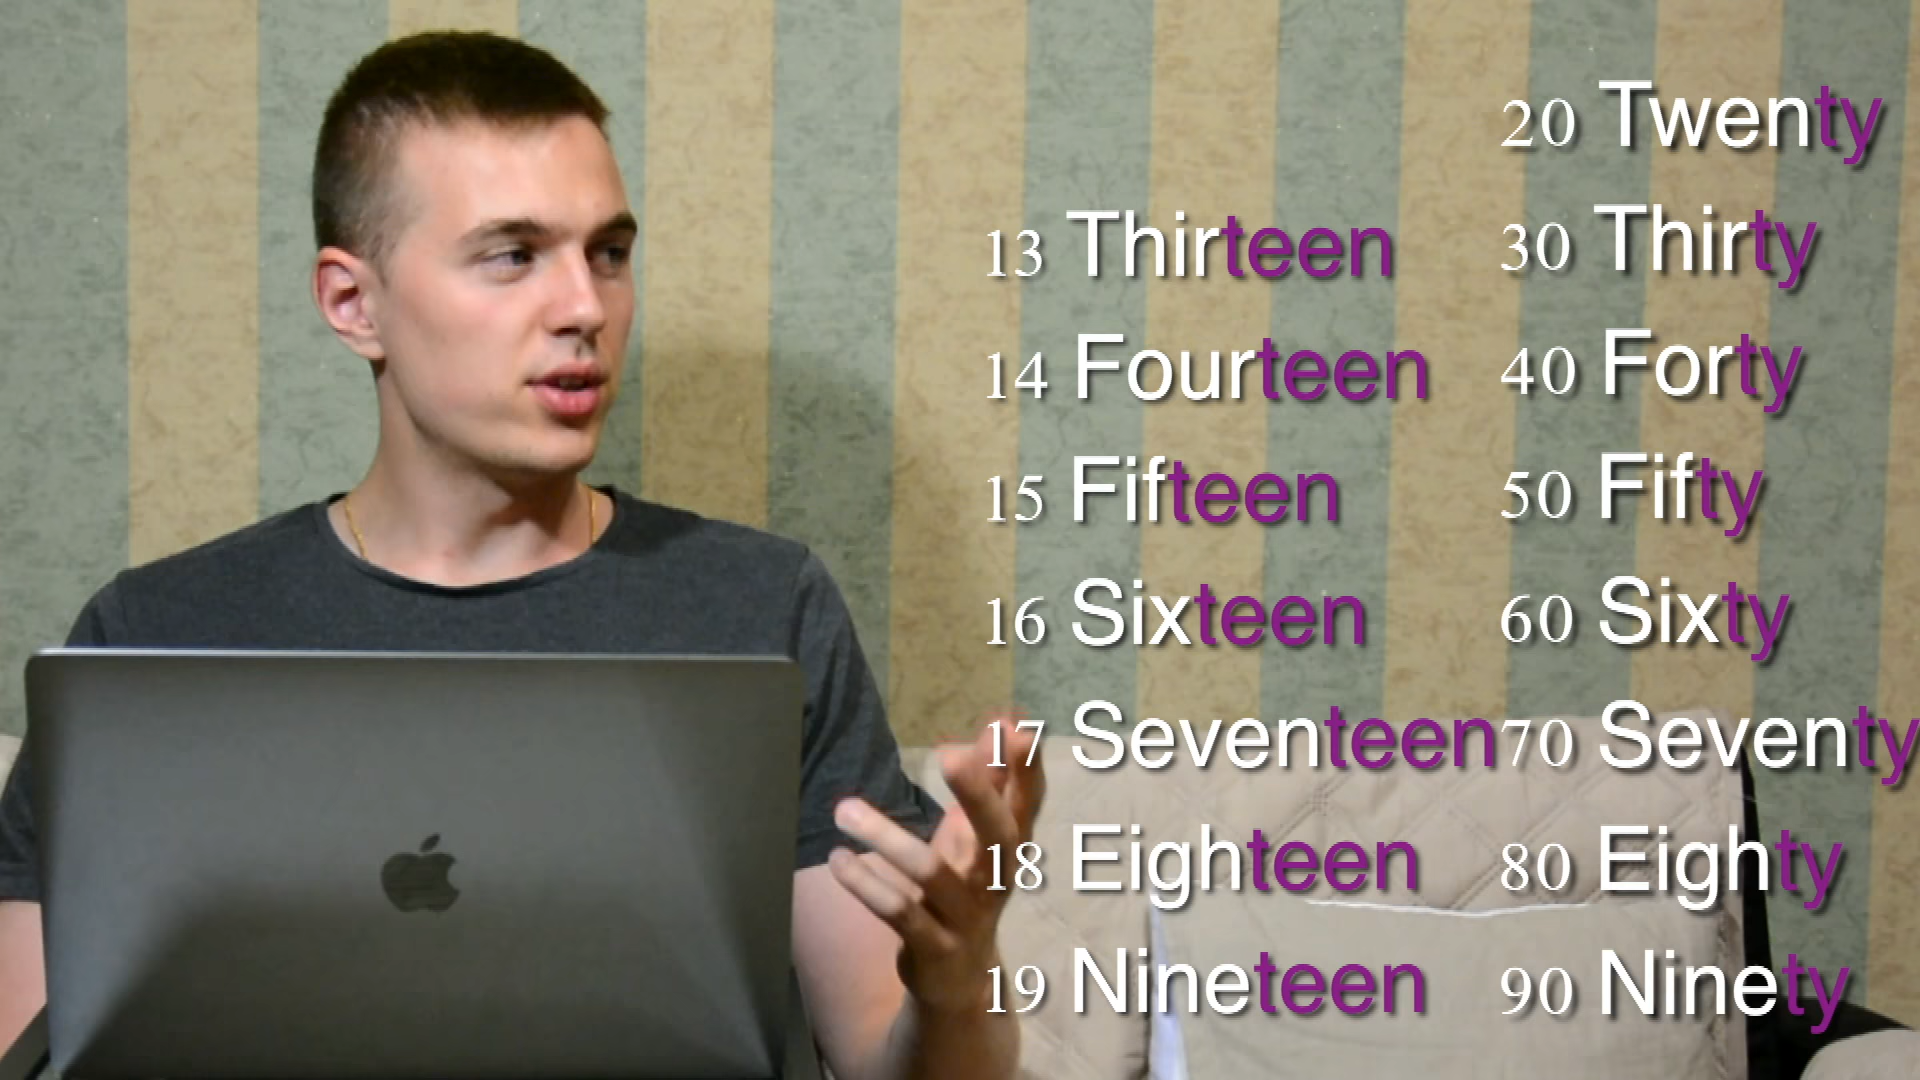 20 Twenty
13 Thirteen
30 Thirty
14 Fourteen
40 Forty
15 Fifteen
50 Fifty
16 Sixteen
60 Sixty
17 Seventeen
70 Seventy
18 Eighteen
80 Eighty
19 Nineteen
90 Ninety